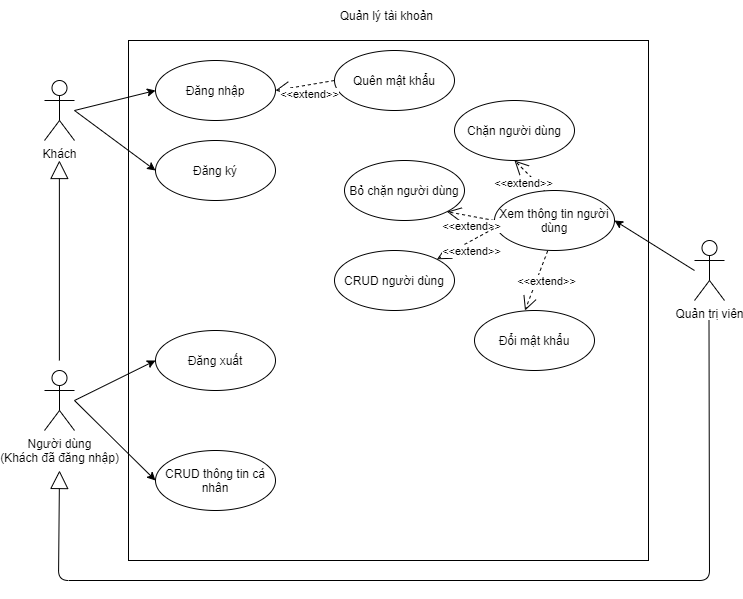 Quản lý tài khoản
Đăng nhập
<<extend>>
Quên mật khẩu
Chặn người dùng
Khách
Đăng ký
<<extend>>
Bỏ chặn người dùng
Xem thông tin người
dùng
<<extend>>
<<extend>>
CRUD người dùng
<<extend>>
Quản trị viên
Đổi mật khẩu
Đăng xuất
Người dùng
(Khách đã đăng nhập)
CRUD thông tin cá
nhân